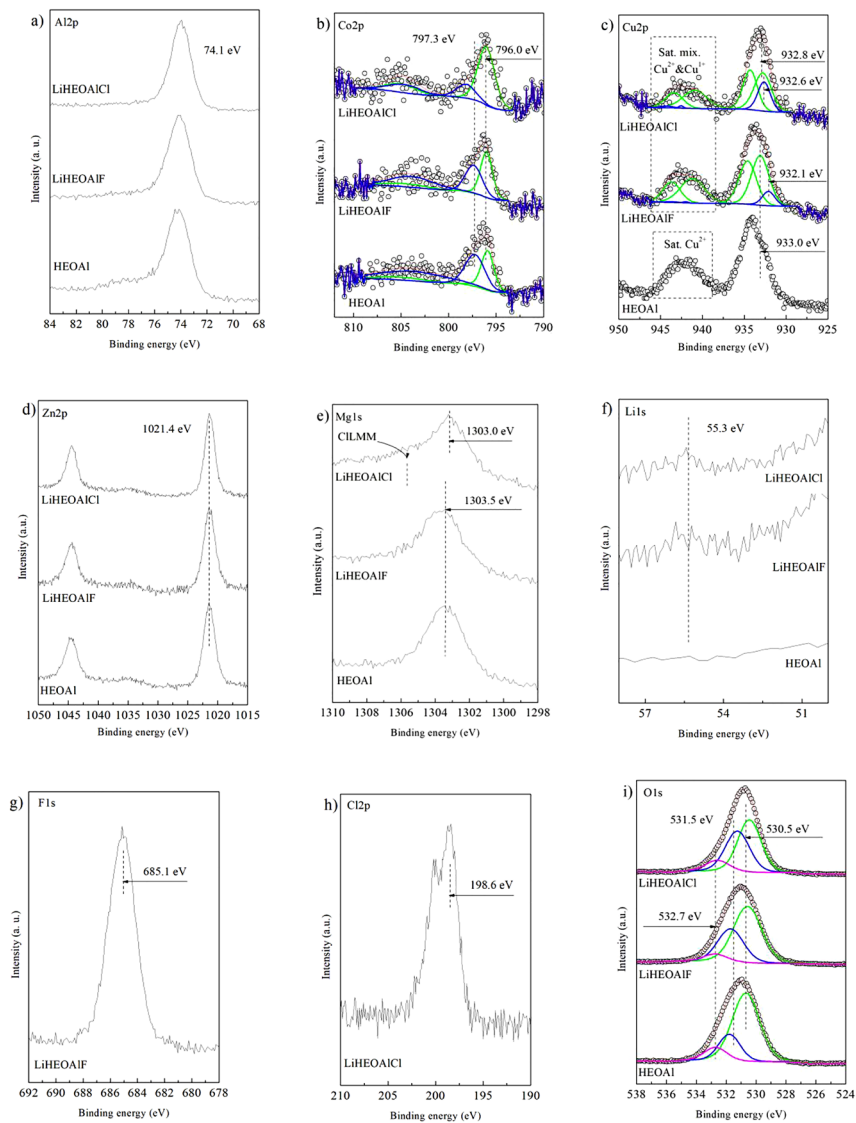 a)
Al2p
74.1 eV
LiHEOAlCl
LiHEOAlF
HEOAl
Intensity (a. u.)
84 82 80 78 76 74 72 70 68
Binding energy (eV)
b)
Co2p
797.3 eV
796.0 eV
LiHEOAlCl
LiHEOAlF
HEOAl
Intensity (a. u.)
810 805 800 795 790
Binding energy (eV)
c)
Cu2p
Sat. mix.
Cu²⁺&Cu¹⁺
932.8 eV
932.6 eV
LiHEOAlCl
932.1 eV
LiHEOAlF
Sat. Cu²⁺
933.0 eV
HEOAl
Intensity (a. u.)
950 945 940 935 930 925
Binding energy (eV)
d)
Zn2p
1021.4 eV
LiHEOAlCl
LiHEOAlF
HEOAl
Intensity (a. u.)
1050 1045 1040 1035 1030 1025 1020 1015
Binding energy (eV)
e)
Mg1s
ClLMM
1303.0 eV
LiHEOAlCl
1303.5 eV
LiHEOAlF
HEOAl
Intensity (a.u.)
1310 1308 1306 1304 1302 1300 1298
Binding energy (eV)
f)
Li1s
55.3 eV
LiHEOAlCl
LiHEOAlF
HEOAl
Intensity (a.u.)
57 54 51
Binding energy (eV)
g)
F1s
685.1 eV
LiHEOAlF
Intensity (a.u.)
692 690 688 686 684 682 680 678
Binding energy (eV)
h)
Cl2p
198.6 eV
LiHEOAlCl
Intensity (a.u.)
210 205 200 195 190
Binding energy (eV)
i)
O1s
531.5 eV
530.5 eV
LiHEOAlCl
532.7 eV
LiHEOAlF
HEOAl
Intensity (a.u.)
538 536 534 532 530 528 526 524
Binding energy (eV)